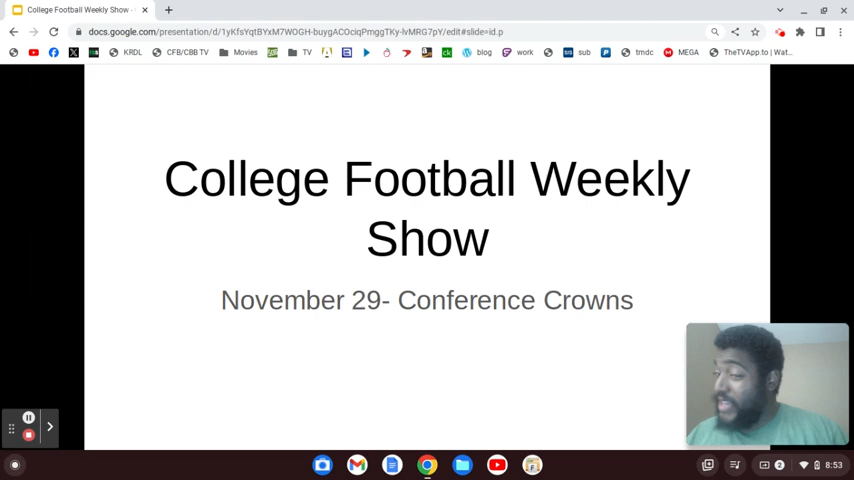 College Football Weekly Show -
docs.google.com/presentation/d/1yKfsYqtBYxM7WOGH-buygACOciqPmggTKy-lvMRG7pY/edit#slide=id.p
KRDL CFB/CBB TV Movies TV blog work sub tmdc MEGA TheTVApp.to | Wat...
College Football Weekly
Show
November 29- Conference Crowns
2 8:53